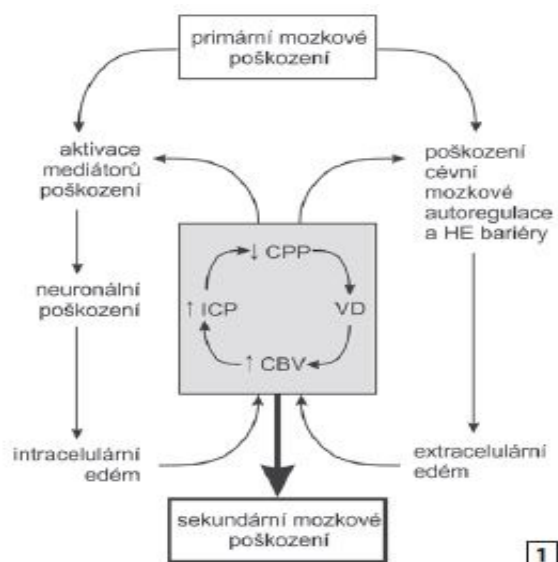 primární mozkové
poškození
aktivace
mediátorů
poškození
poškození
cévní
mozkové
autoregulace
a HE bariéry
↓ CPP
neuronální
poškození
↑ ICP
VD
↑ CBV
intracelulární
edém
extracelulární
edém
sekundární mozkové
poškození
1